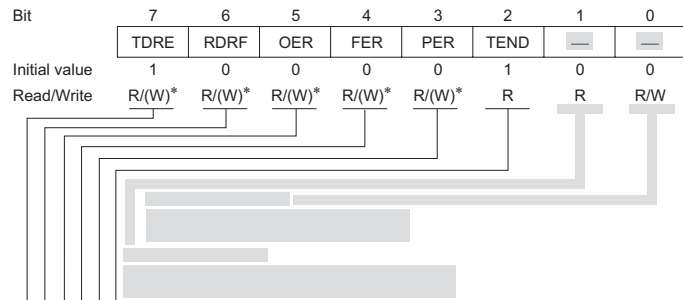 Bit 7 6 5 4 3 2 1 0
TDRE RDRF OER FER PER TEND — —
Initial value 1 0 0 0 0 1 0 0
Read/Write R/(W)* R/(W)* R/(W)* R/(W)* R/(W)* R R R/W